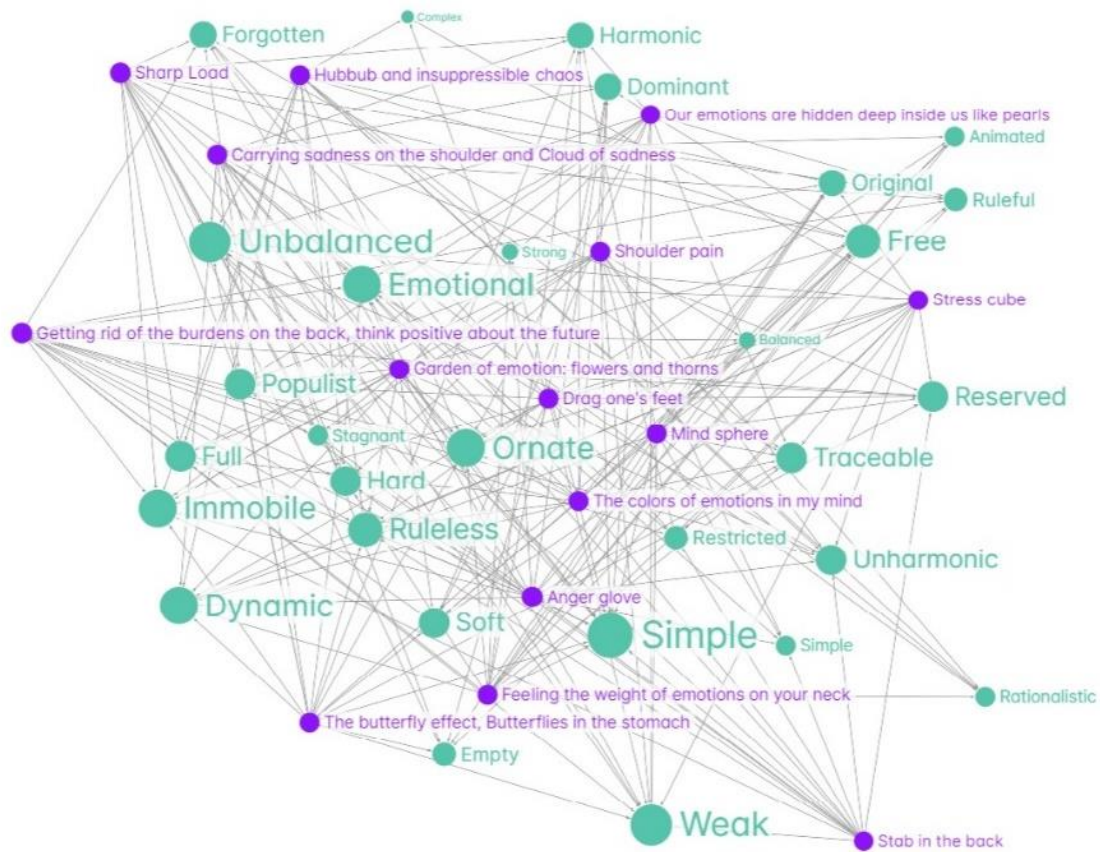 Complex
Forgotten
Harmonic
Sharp Load
Hubbub and insuppressible chaos
Dominant
Our emotions are hidden deep inside us like pearls
Animated
Carrying sadness on the shoulder and Cloud of sadness
Original
Ruleful
Unbalanced
Free
Strong
Shoulder pain
Emotional
Stress cube
Getting rid of the burdens on the back, think positive about the future
Balanced
Garden of emotion: flowers and thorns
Populist
Drag one's feet
Reserved
Stagnant
Mind sphere
Ornate
Full
Traceable
Hard
The colors of emotions in my mind
Immobile
Ruleless
Restricted
Unharmonic
Anger glove
Dynamic
Soft
Simple
Simple
Feeling the weight of emotions on your neck
Rationalistic
The butterfly effect, Butterflies in the stomach
Empty
Weak
Stab in the back